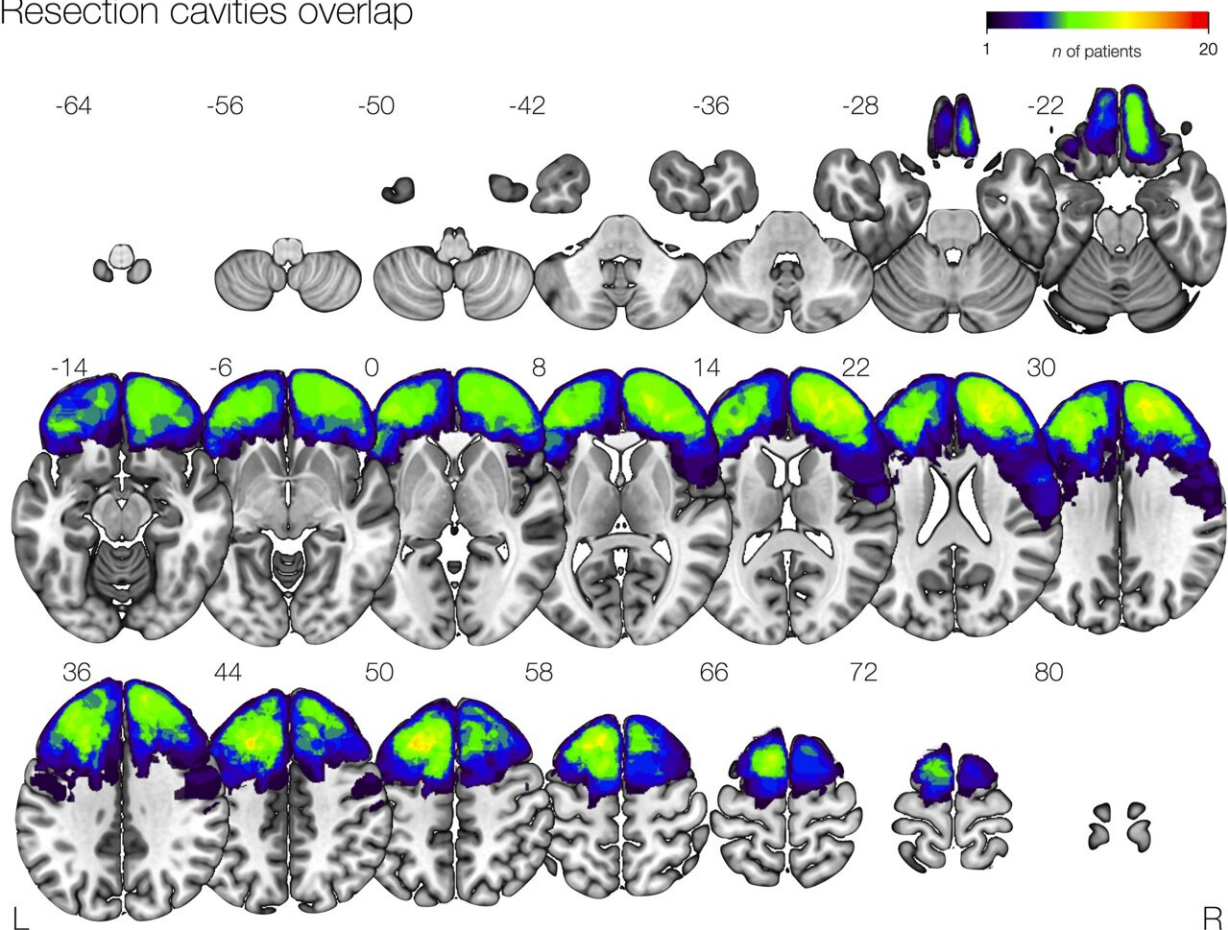 Resection cavities overlap
1 n of patients 20
-64 -56 -50 -42 -36 -28 -22
-14 -6 0 8 14 22 30
36 44 50 58 66 72 80
L R